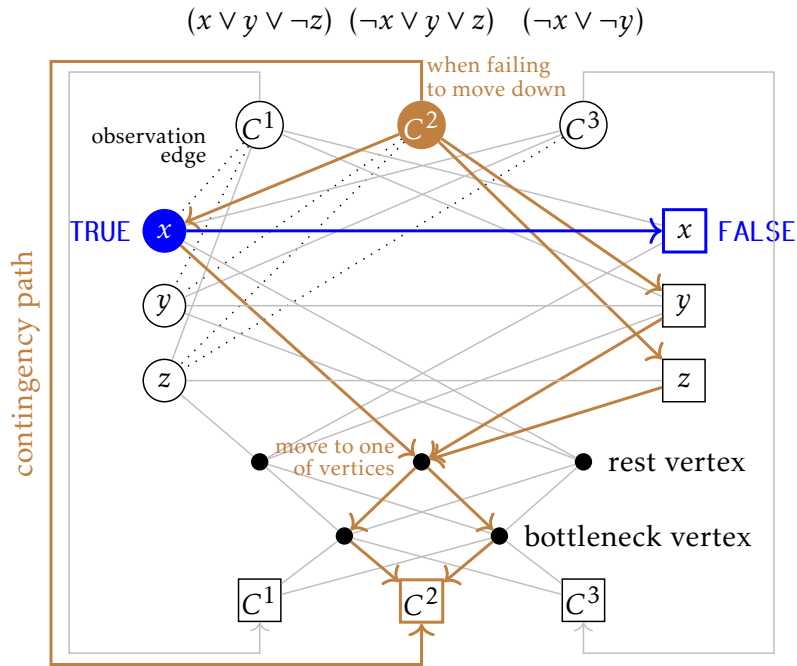 (x ∨ y ∨ ¬z) (¬x ∨ y ∨ z) (¬x ∨ ¬y)
when failing
to move down
C¹ C² C³
observation
edge
TRUE x x FALSE
y y
z z
contingency path
move to one
of vertices
rest vertex
bottleneck vertex
C¹ C² C³